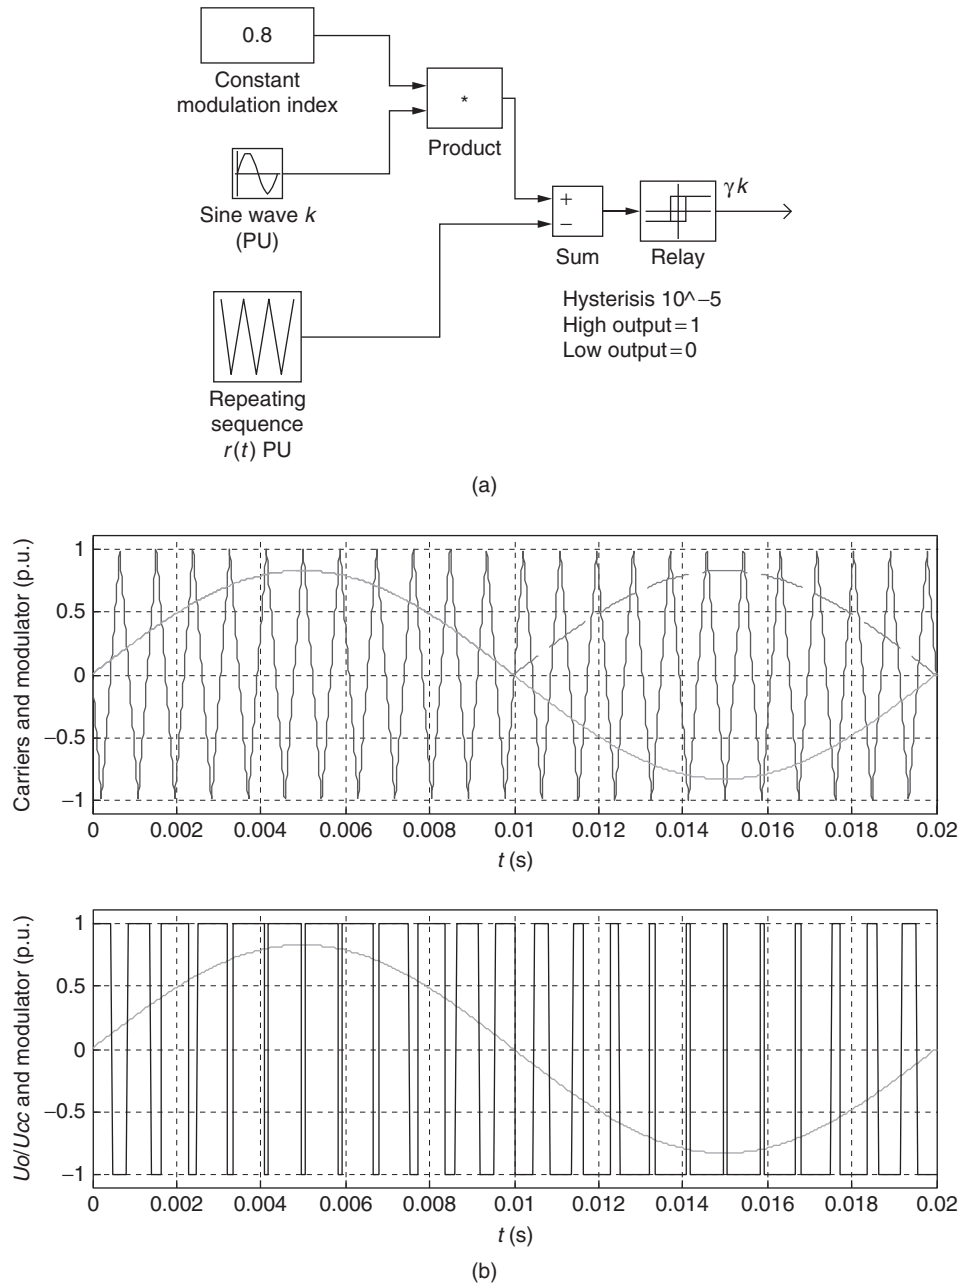 0.8
Constant
modulation index
*
Product
Sine wave k
(PU)
+
−
Sum
γk
Relay
Hysterisis 10^−5
High output=1
Low output=0
Repeating
sequence
r(t) PU
(a)
Carriers and modulator (p.u.)
1
0.5
0
−0.5
−1
0 0.002 0.004 0.006 0.008 0.01 0.012 0.014 0.016 0.018 0.02
t (s)
Uo/Ucc and modulator (p.u.)
1
0.5
0
−0.5
−1
0 0.002 0.004 0.006 0.008 0.01 0.012 0.014 0.016 0.018 0.02
t (s)
(b)